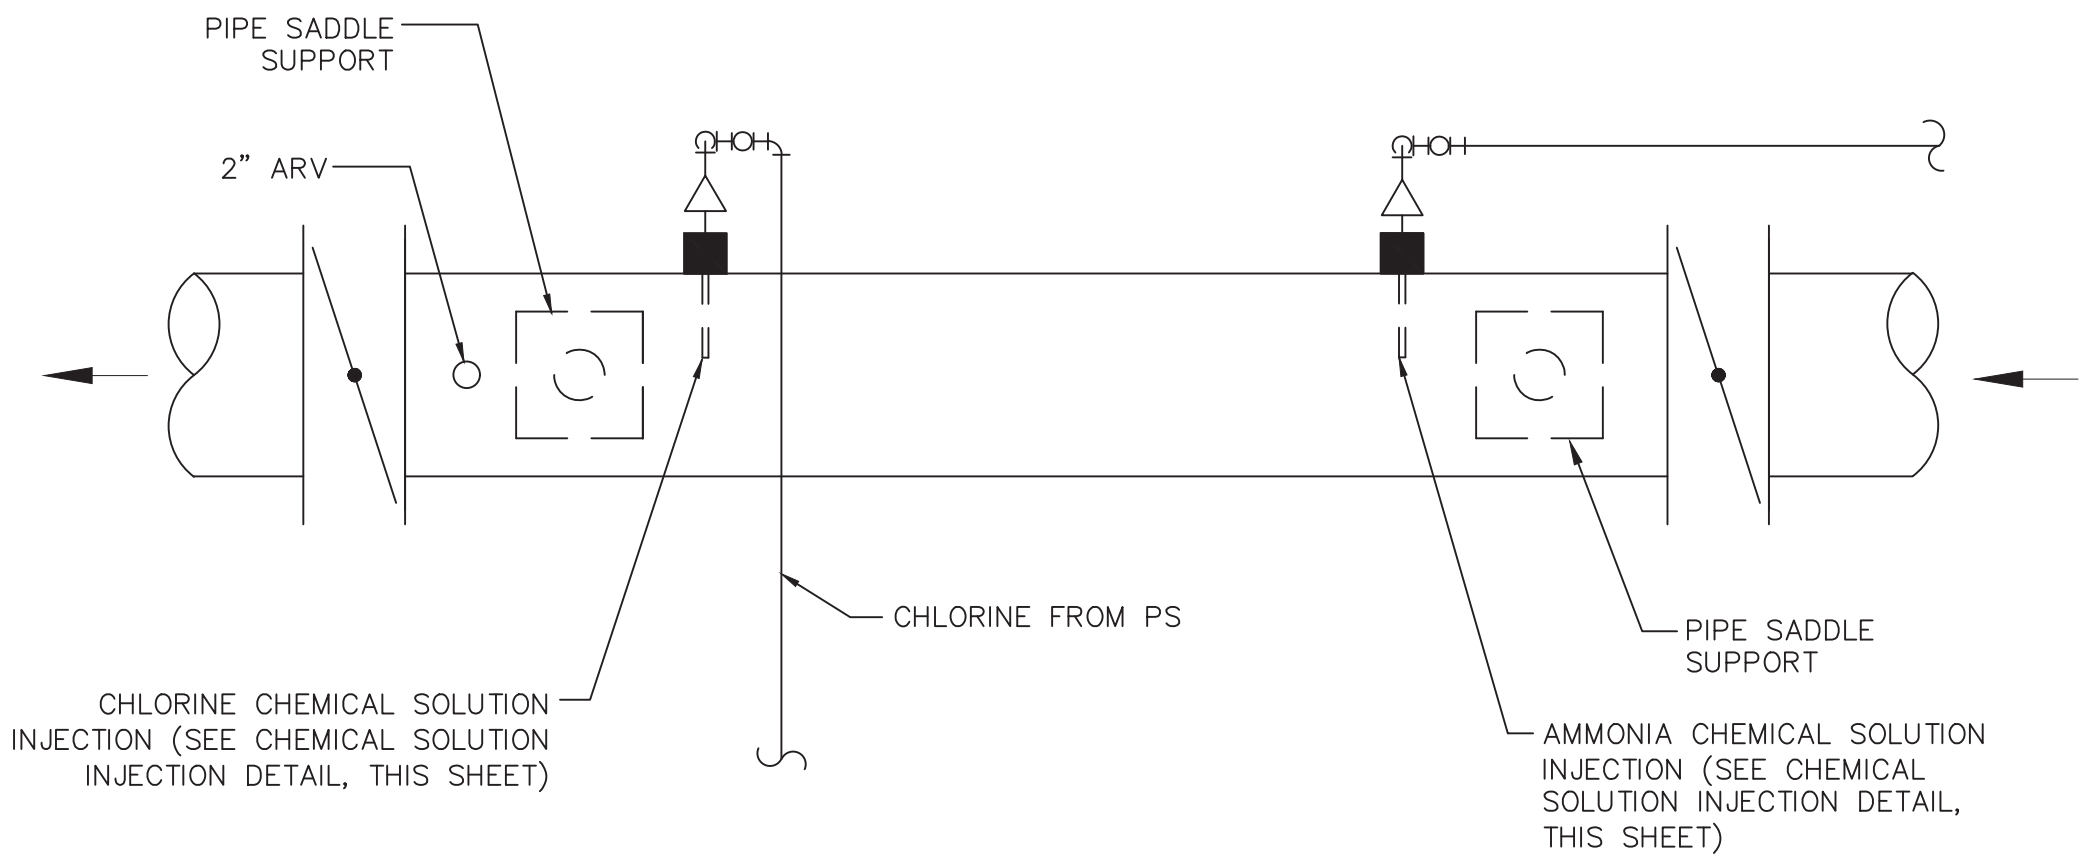 PIPE SADDLE
SUPPORT
2” ARV
CHLORINE FROM PS
PIPE SADDLE
SUPPORT
CHLORINE CHEMICAL SOLUTION
INJECTION (SEE CHEMICAL SOLUTION
INJECTION DETAIL, THIS SHEET)
AMMONIA CHEMICAL SOLUTION
INJECTION (SEE CHEMICAL
SOLUTION INJECTION DETAIL,
THIS SHEET)